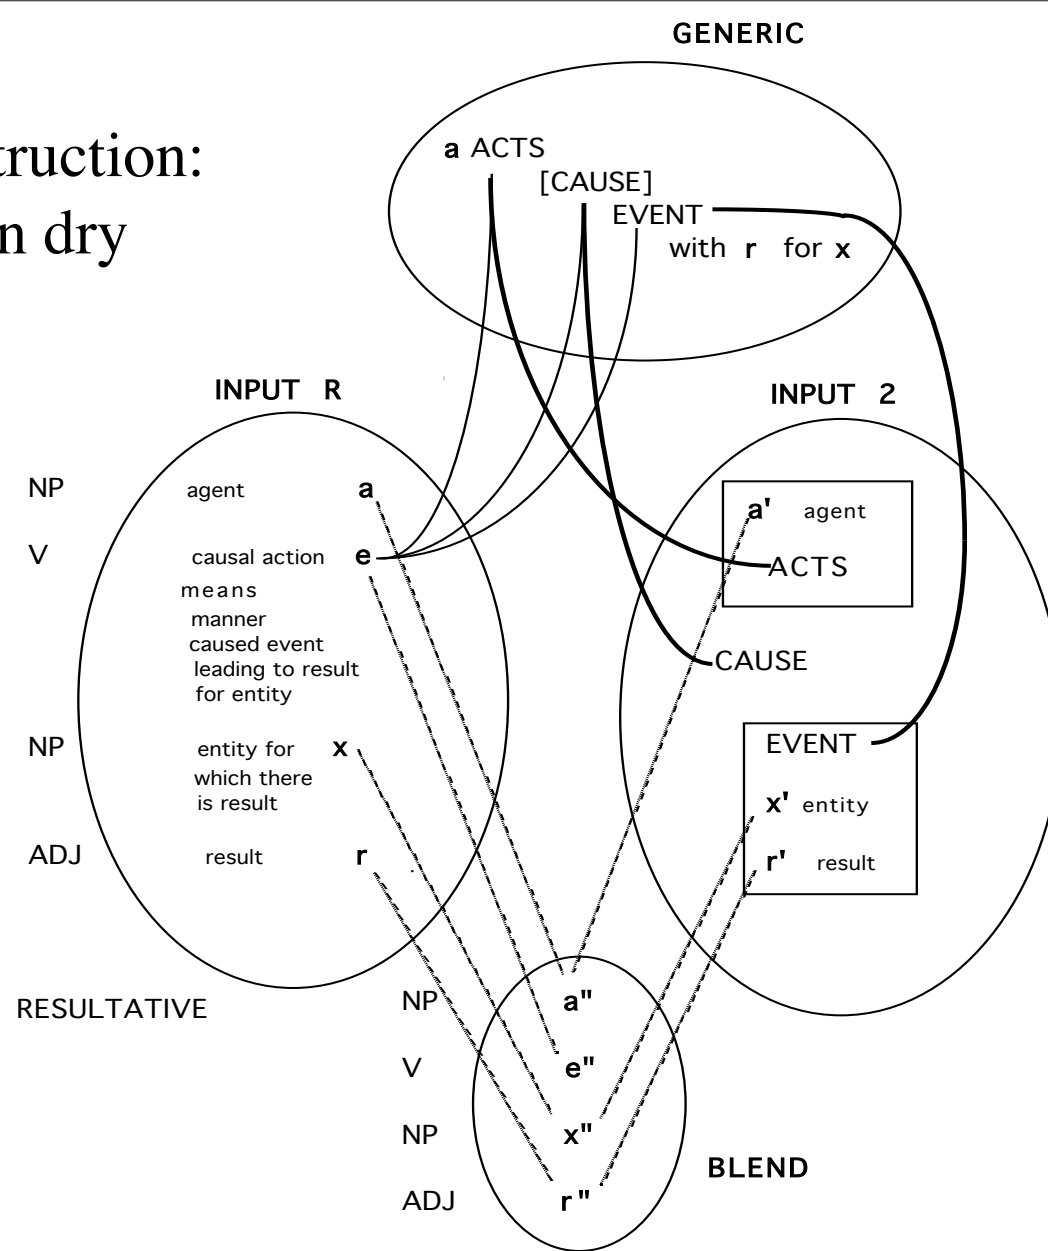 GENERIC
truction:
n dry
a ACTS
[CAUSE]
EVENT
with r for x
INPUT R
INPUT 2
NP agent a
V causal action e
means
manner
caused event
leading to result
for entity
NP entity for x
which there
is result
ADJ result r
RESULTATIVE
a' agent
ACTS
CAUSE
EVENT
x' entity
r' result
NP a"
V e"
NP x"
ADJ r"
BLEND